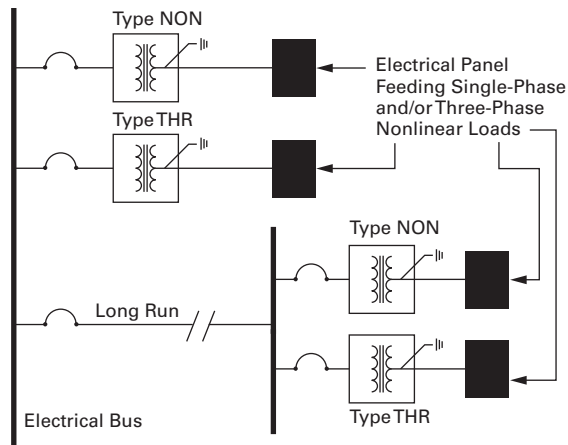 Type NON
Type THR
Electrical Panel
Feeding Single-Phase
and/or Three-Phase
Nonlinear Loads
Type NON
Long Run
Electrical Bus
Type THR